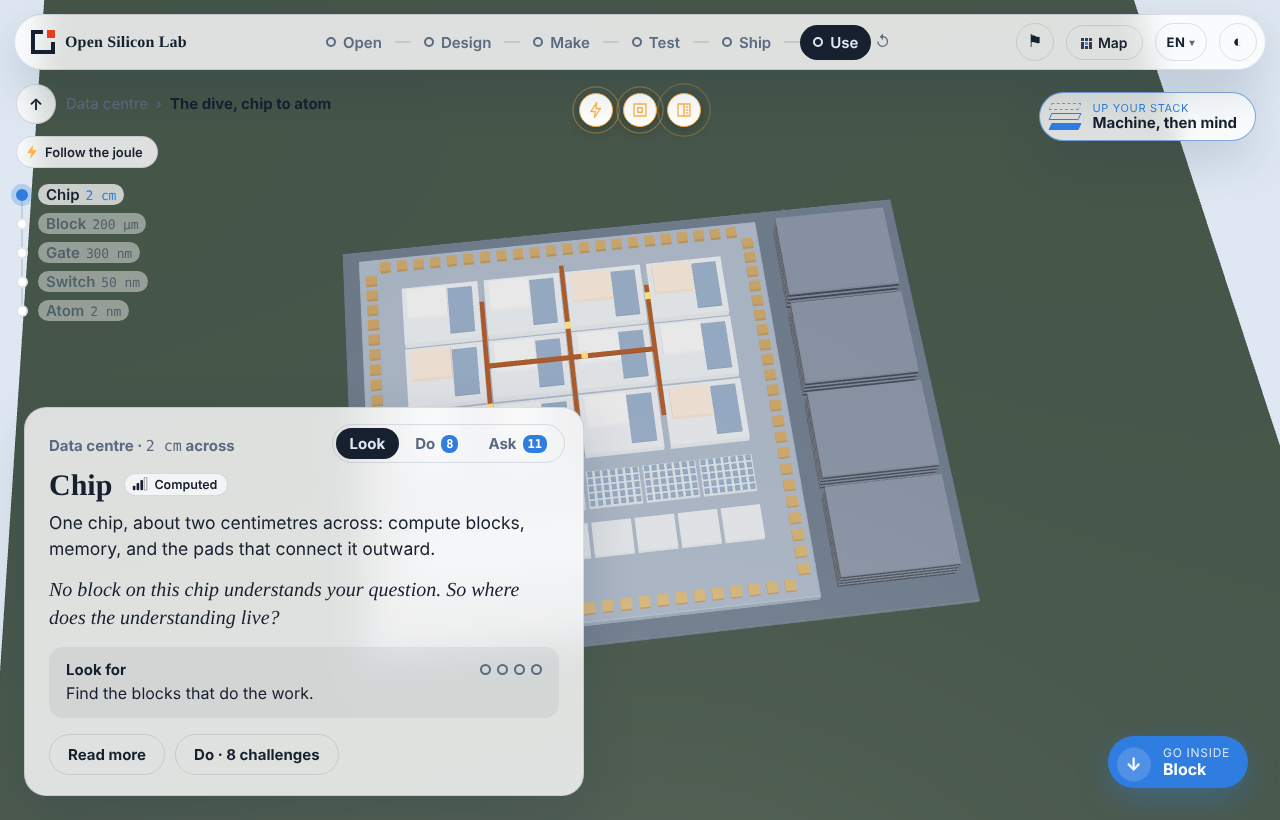 Open Silicon Lab
Open
Design
Make
Test
Ship
Use
Map
EN
Data centre › The dive, chip to atom
UP YOUR STACK
Machine, then mind
Follow the joule
Chip 2 cm
Block 200 µm
Gate 300 nm
Switch 50 nm
Atom 2 nm
Data centre · 2 cm across
Look
Do 8
Ask 11
Chip
Computed
One chip, about two centimetres across: compute blocks,
memory, and the pads that connect it outward.
No block on this chip understands your question. So where
does the understanding live?
Look for
Find the blocks that do the work.
Read more
Do · 8 challenges
GO INSIDE
Block